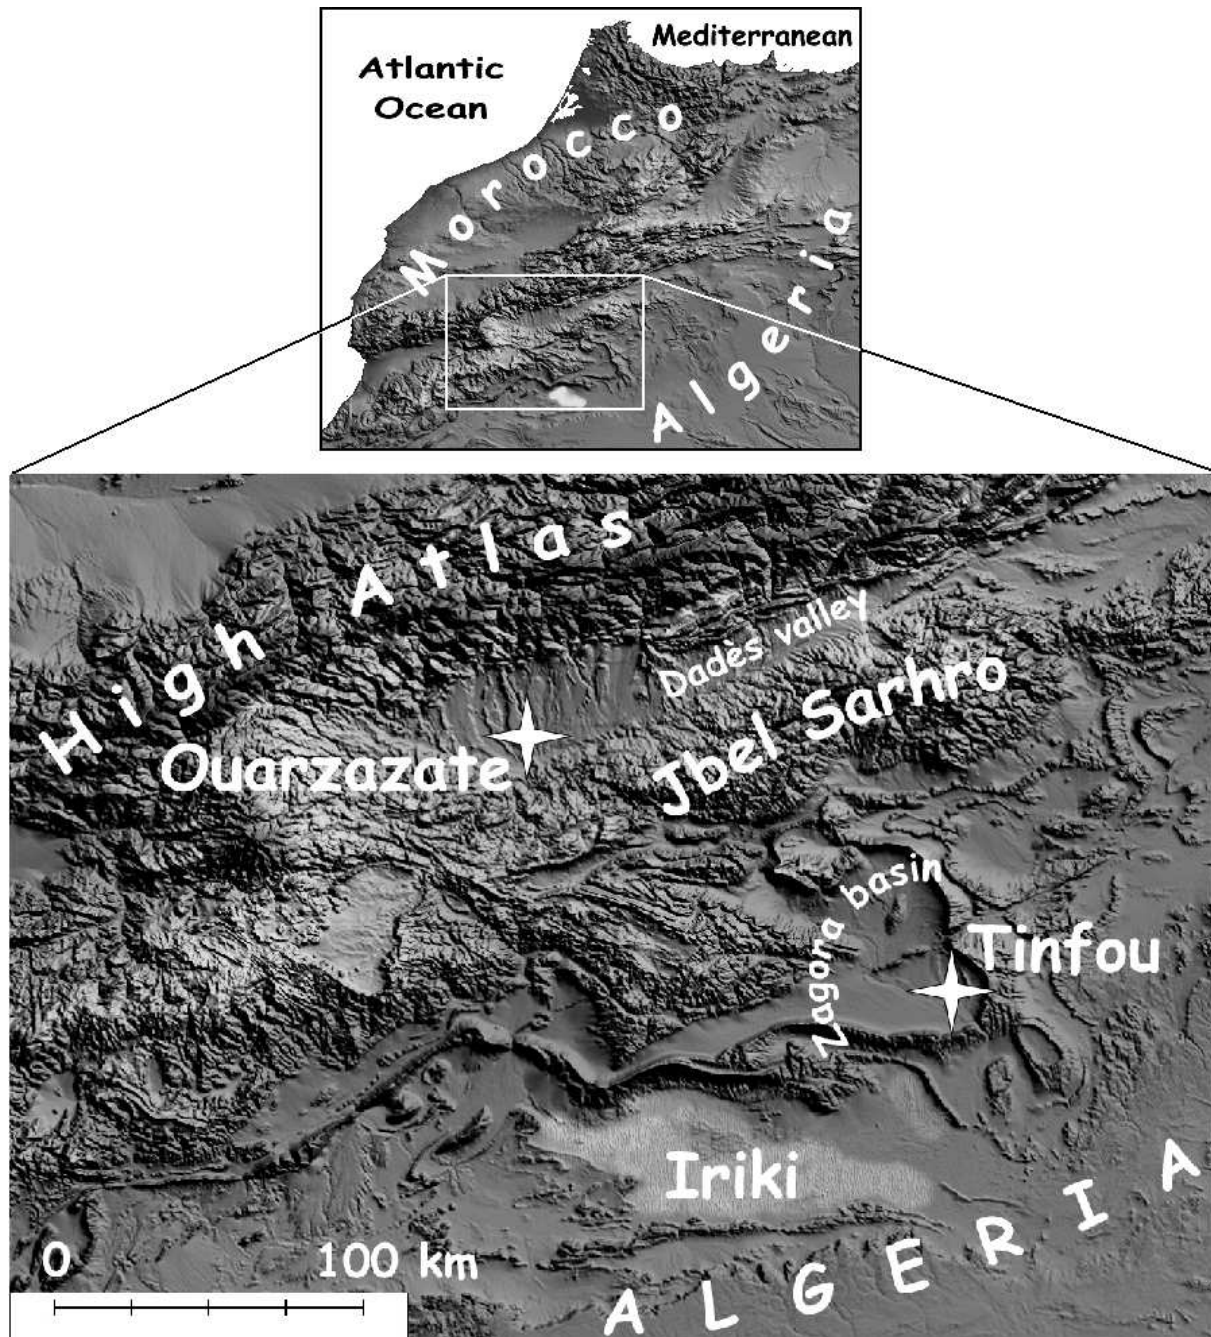 Mediterranean
Atlantic
Ocean
Morocco
Algeria
High Atlas
Dadès valley
Jbel Sarhro
Ouarzazate
Zagora basin
Tinfou
Iriki
0 100 km
ALGERIA